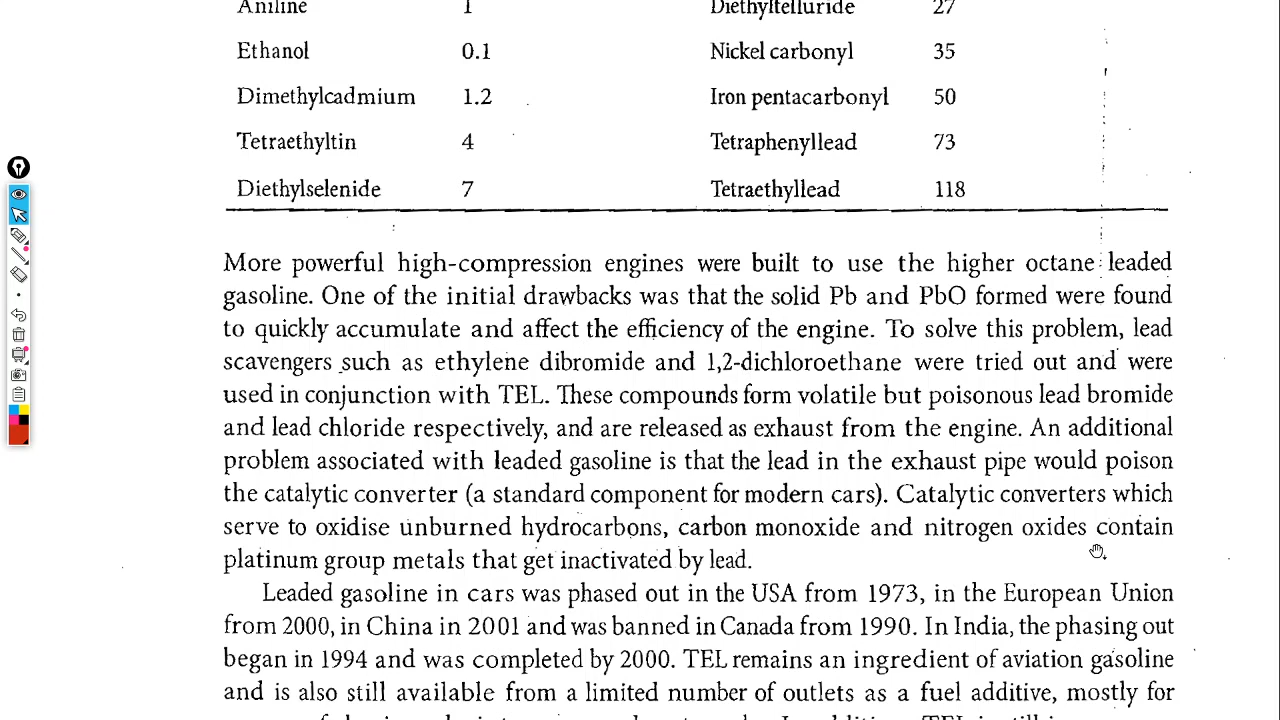 Aniline 1 Diethyltelluride 27
Ethanol 0.1 Nickel carbonyl 35
Dimethylcadmium 1.2 Iron pentacarbonyl 50
Tetraethyltin 4 Tetraphenyllead 73
Diethylselenide 7 Tetraethyllead 118
More powerful high-compression engines were built to use the higher octane leaded
gasoline. One of the initial drawbacks was that the solid Pb and PbO formed were found
to quickly accumulate and affect the efficiency of the engine. To solve this problem, lead
scavengers such as ethylene dibromide and 1,2-dichloroethane were tried out and were
used in conjunction with TEL. These compounds form volatile but poisonous lead bromide
and lead chloride respectively, and are released as exhaust from the engine. An additional
problem associated with leaded gasoline is that the lead in the exhaust pipe would poison
the catalytic converter (a standard component for modern cars). Catalytic converters which
serve to oxidise unburned hydrocarbons, carbon monoxide and nitrogen oxides contain
platinum group metals that get inactivated by lead.
Leaded gasoline in cars was phased out in the USA from 1973, in the European Union
from 2000, in China in 2001 and was banned in Canada from 1990. In India, the phasing out
began in 1994 and was completed by 2000. TEL remains an ingredient of aviation gasoline
and is also still available from a limited number of outlets as a fuel additive, mostly for